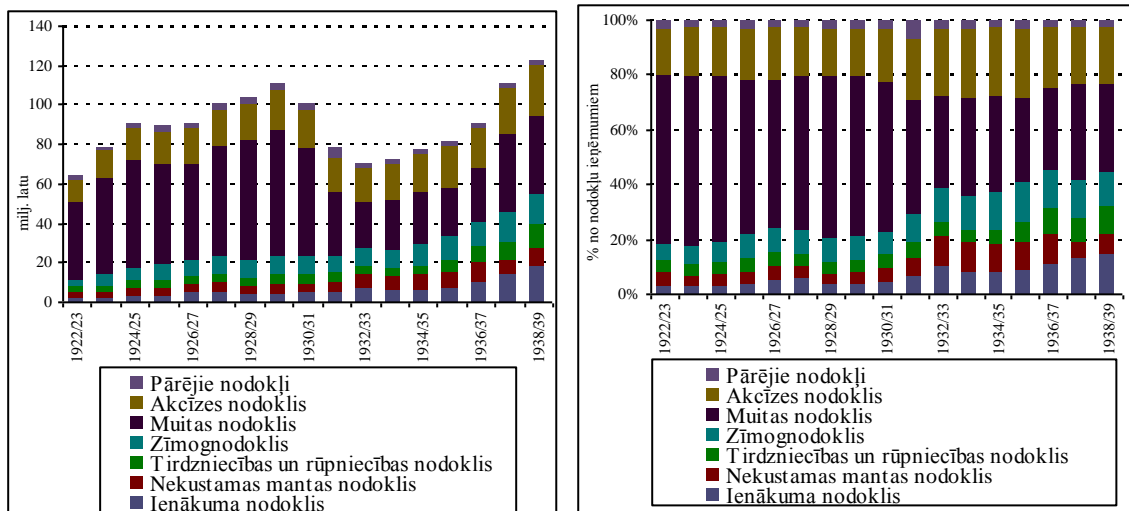 140
120
100
80
60
40
20
0
milj. latu
1922/23
1924/25
1926/27
1928/29
1930/31
1932/33
1934/35
1936/37
1938/39
Pārējie nodokļi
Akcīzes nodoklis
Muitas nodoklis
Zīmognodoklis
Tirdzniecības un rūpniecības nodoklis
Nekustamas mantas nodoklis
Ienākuma nodoklis
100%
80%
60%
40%
20%
0%
% no nodokļu ieņēmumiem
1922/23
1924/25
1926/27
1928/29
1930/31
1932/33
1934/35
1936/37
1938/39
Pārējie nodokļi
Akcīzes nodoklis
Muitas nodoklis
Zīmognodoklis
Tirdzniecības un rūpniecības nodoklis
Nekustamas mantas nodoklis
Ienākuma nodoklis